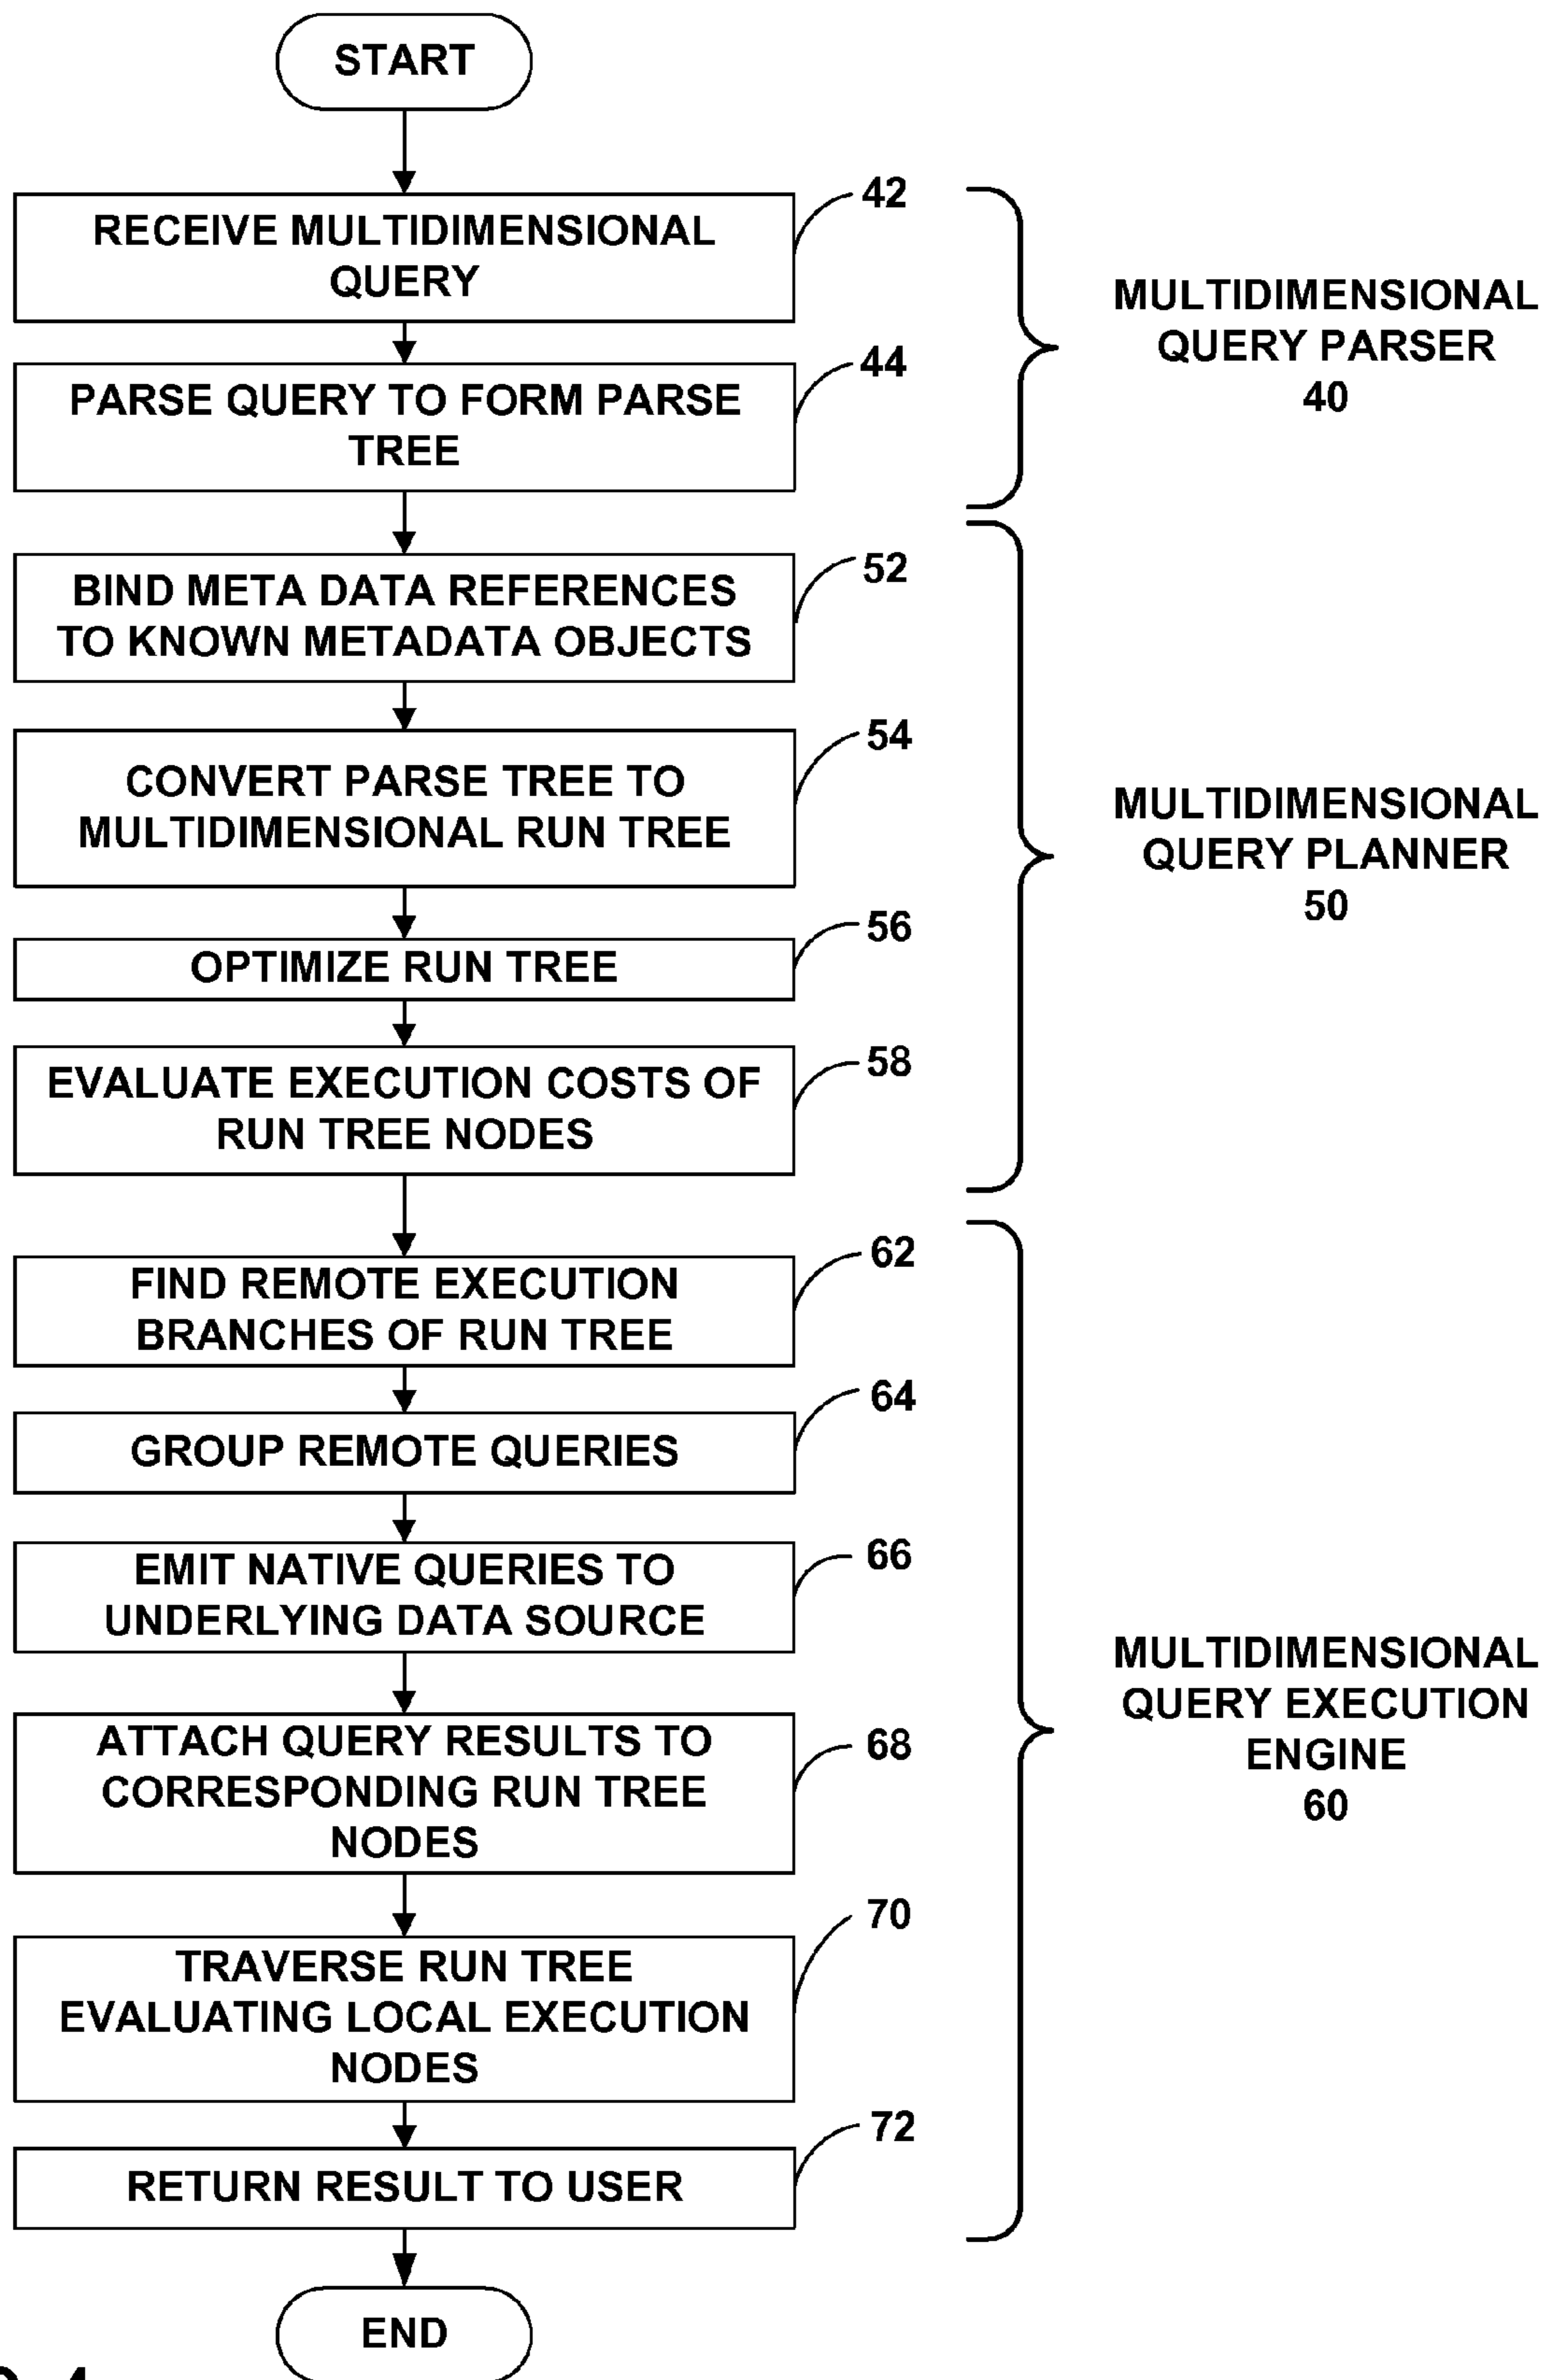 START
RECEIVE MULTIDIMENSIONAL
QUERY
42
PARSE QUERY TO FORM PARSE
TREE
44
MULTIDIMENSIONAL
QUERY PARSER
40
BIND META DATA REFERENCES
TO KNOWN METADATA OBJECTS
52
CONVERT PARSE TREE TO
MULTIDIMENSIONAL RUN TREE
54
OPTIMIZE RUN TREE
56
EVALUATE EXECUTION COSTS OF
RUN TREE NODES
58
MULTIDIMENSIONAL
QUERY PLANNER
50
FIND REMOTE EXECUTION
BRANCHES OF RUN TREE
62
GROUP REMOTE QUERIES
64
EMIT NATIVE QUERIES TO
UNDERLYING DATA SOURCE
66
ATTACH QUERY RESULTS TO
CORRESPONDING RUN TREE
NODES
68
TRAVERSE RUN TREE
EVALUATING LOCAL EXECUTION
NODES
70
RETURN RESULT TO USER
72
MULTIDIMENSIONAL
QUERY EXECUTION
ENGINE
60
END